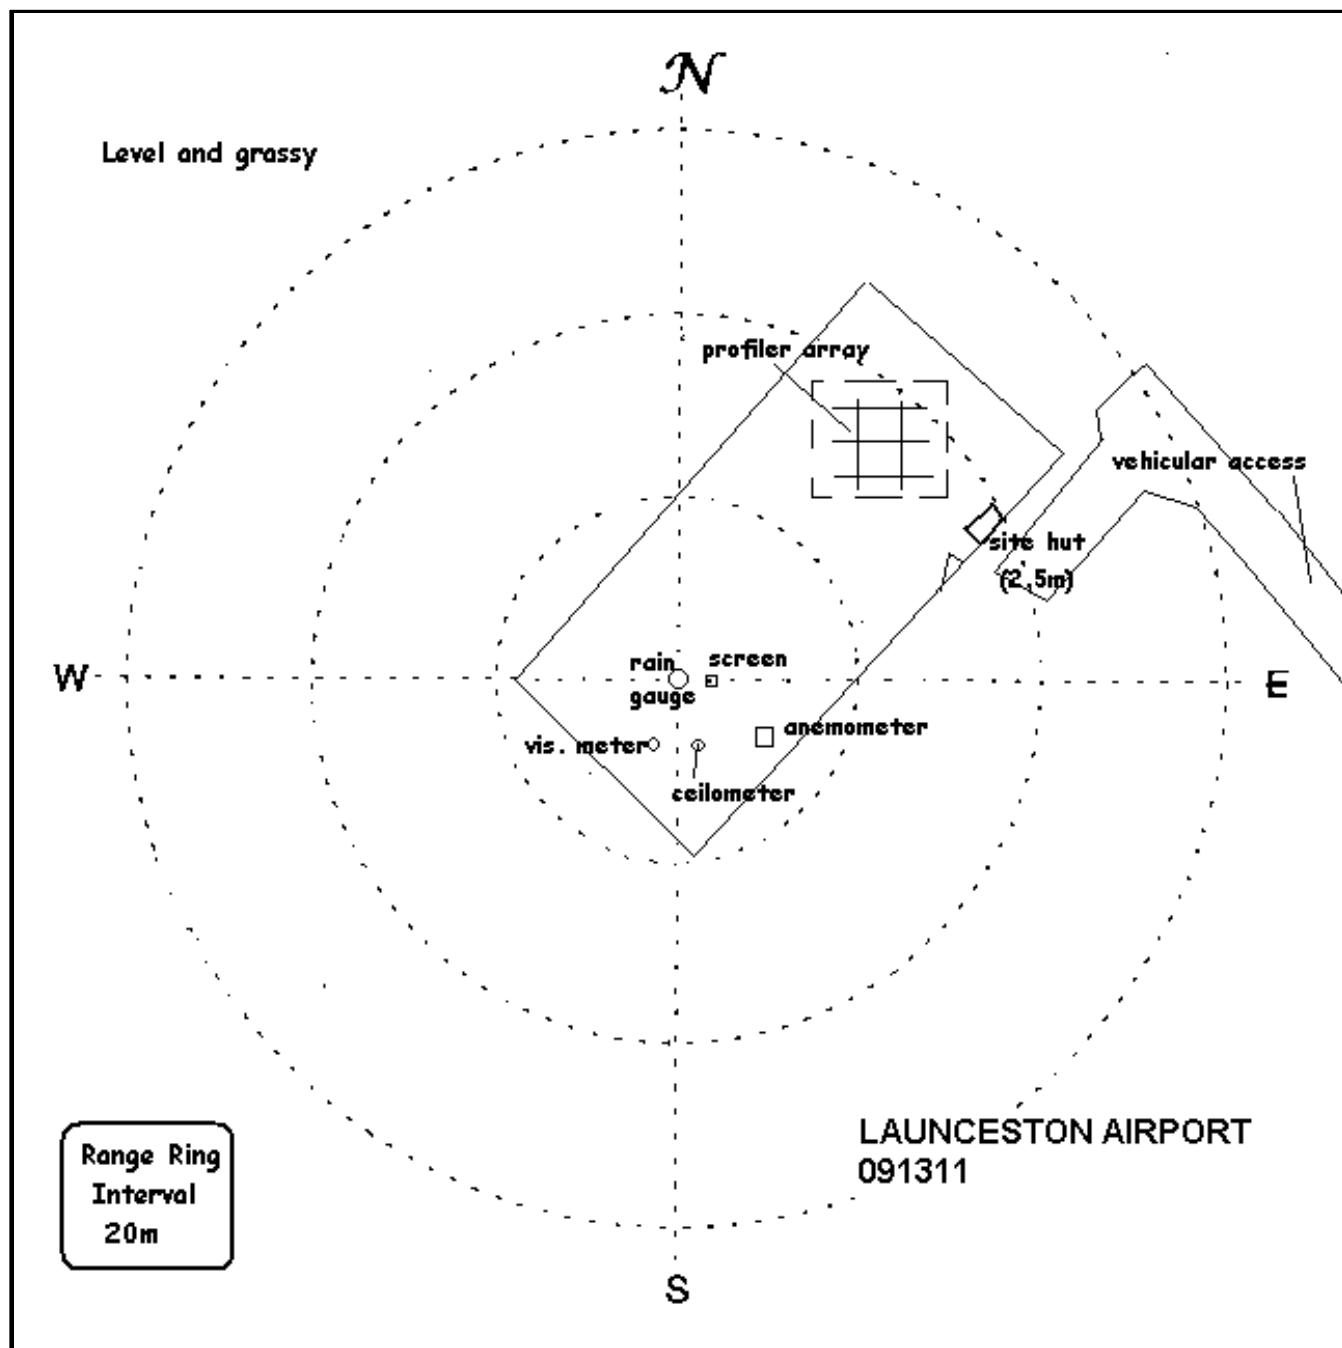 N
Level and grassy
profiler array
vehicular access
site hut
(2.5m)
W
rain
gauge
screen
E
vis. meter
anemometer
ceilometer
LAUNCESTON AIRPORT
091311
Range Ring
Interval
20m
S